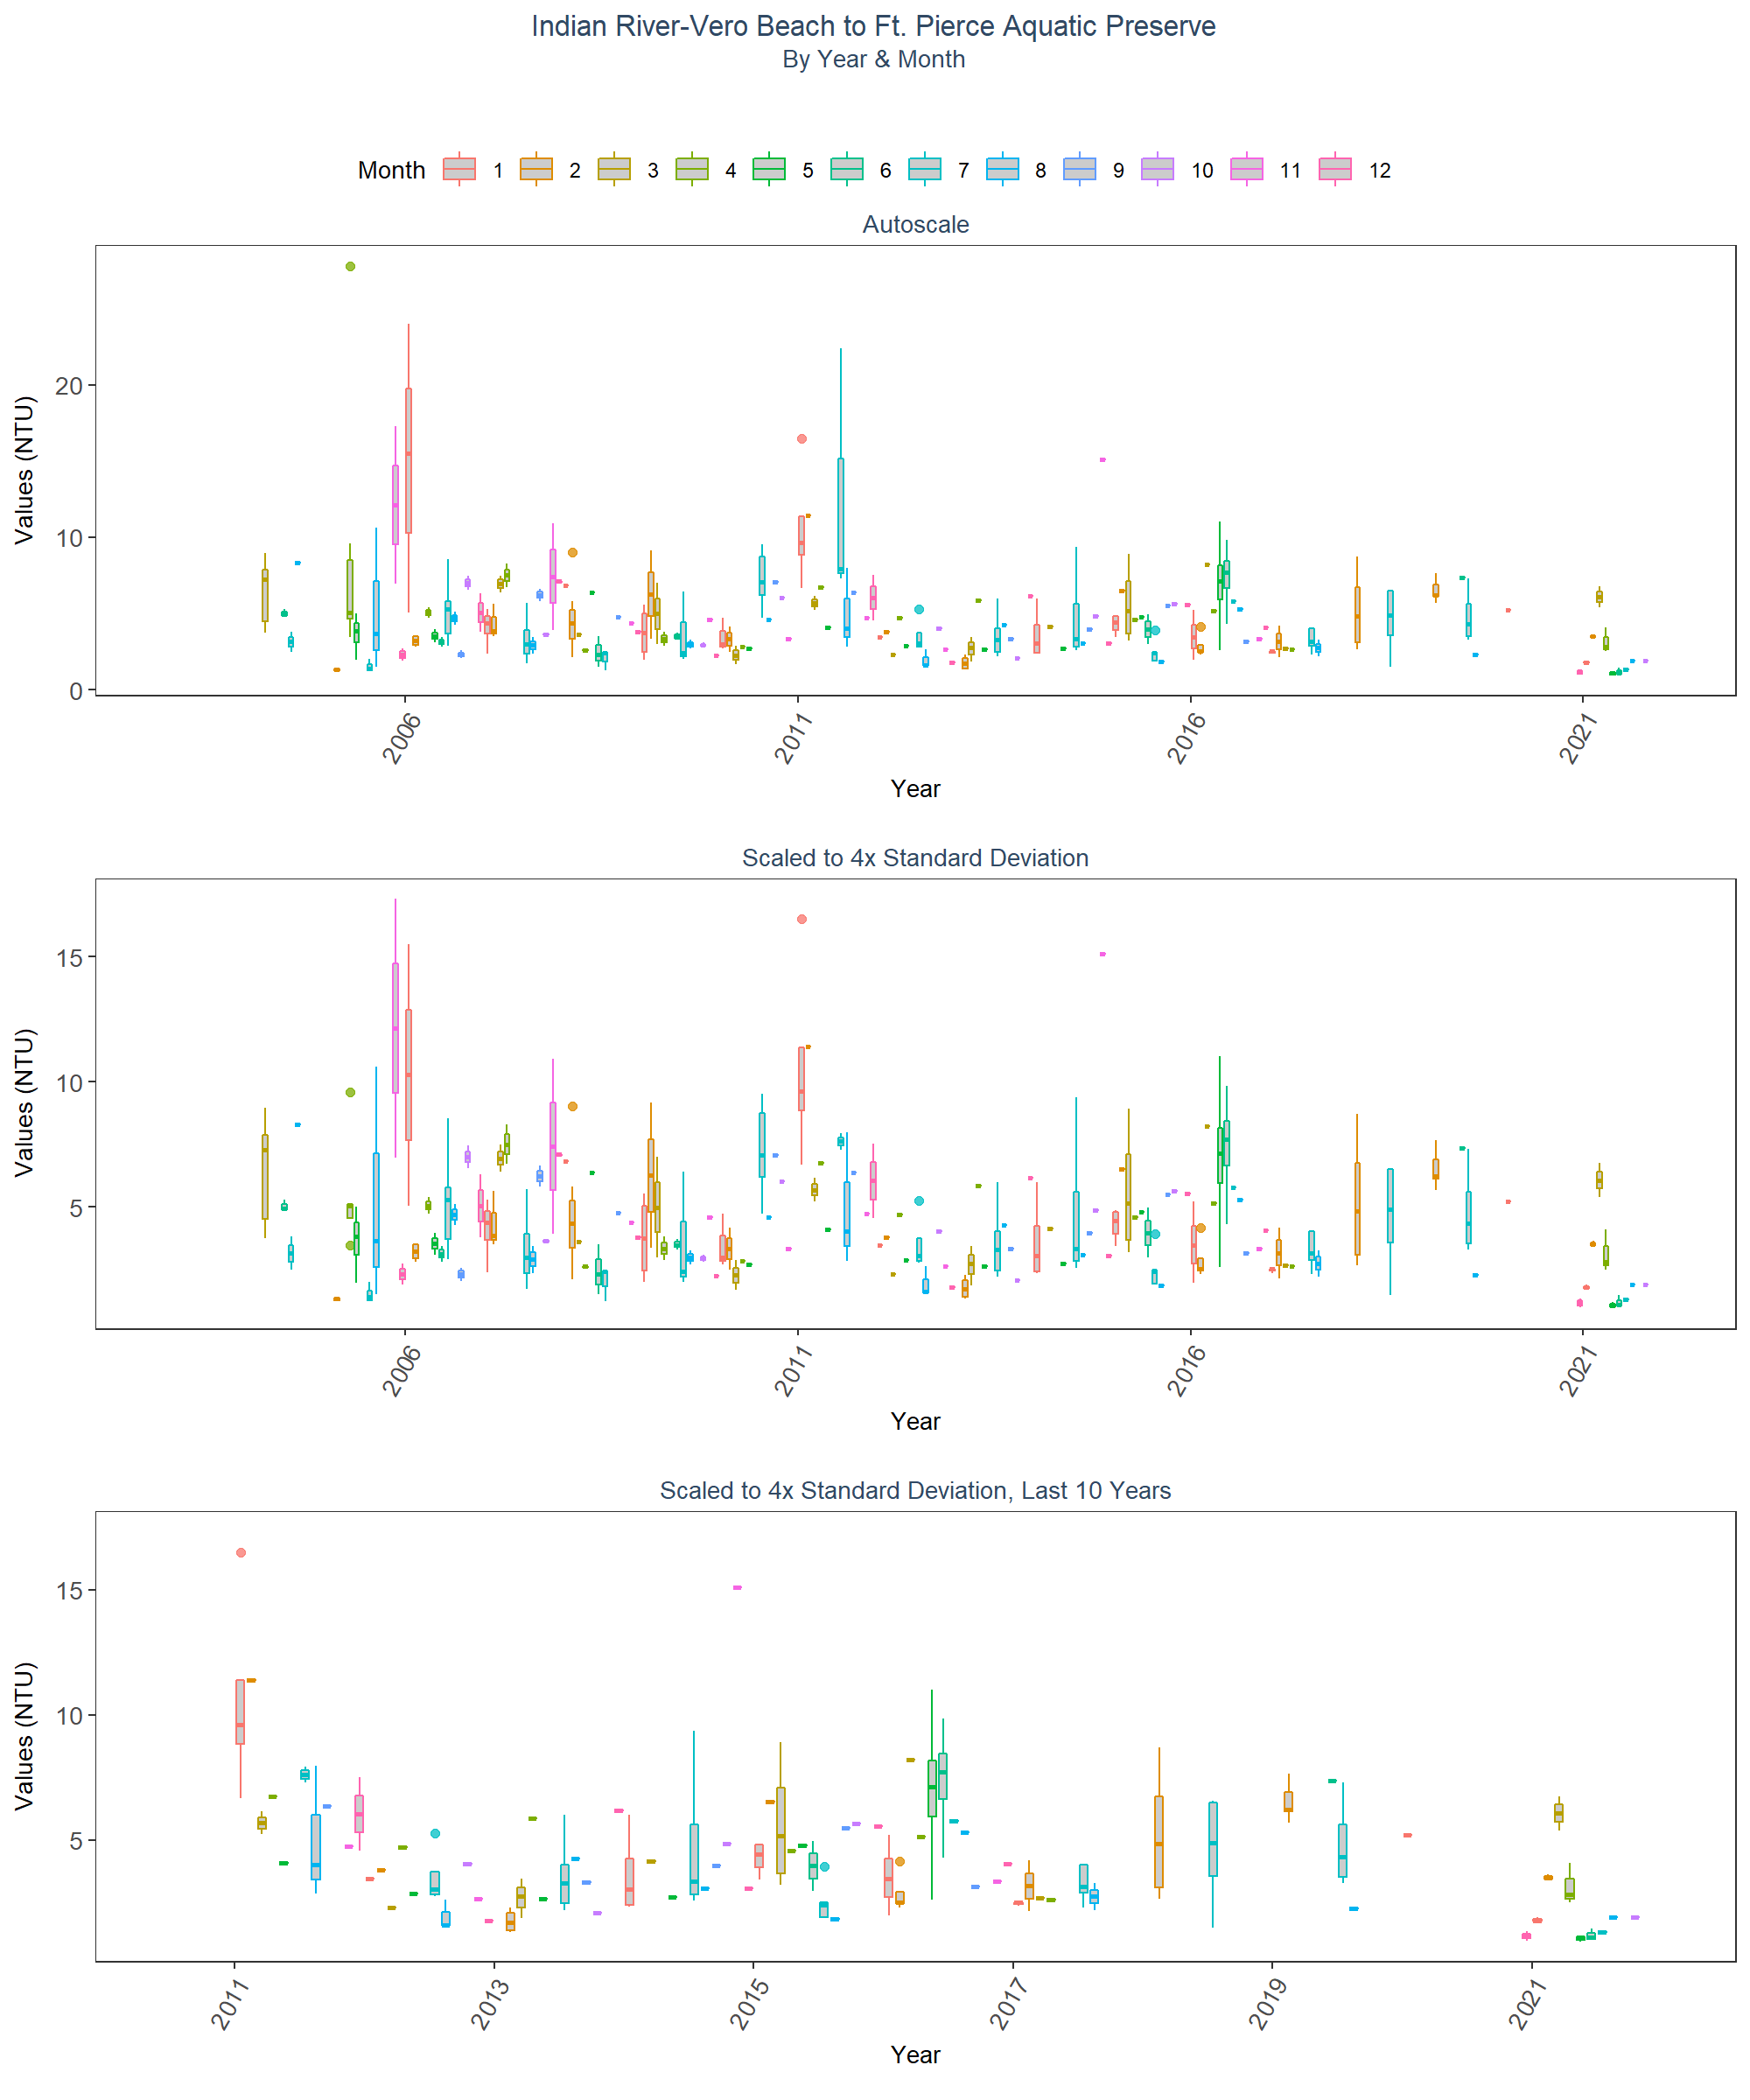 Indian River-Vero Beach to Ft. Pierce Aquatic Preserve
By Year & Month
Month 1 2 3 4 5 6 7 8 9 10 11 12
Autoscale
Values (NTU)
20
10
0
2006 2011 2016 2021
Year
Scaled to 4x Standard Deviation
Values (NTU)
15
10
5
2006 2011 2016 2021
Year
Scaled to 4x Standard Deviation, Last 10 Years
Values (NTU)
15
10
5
2011 2013 2015 2017 2019 2021
Year